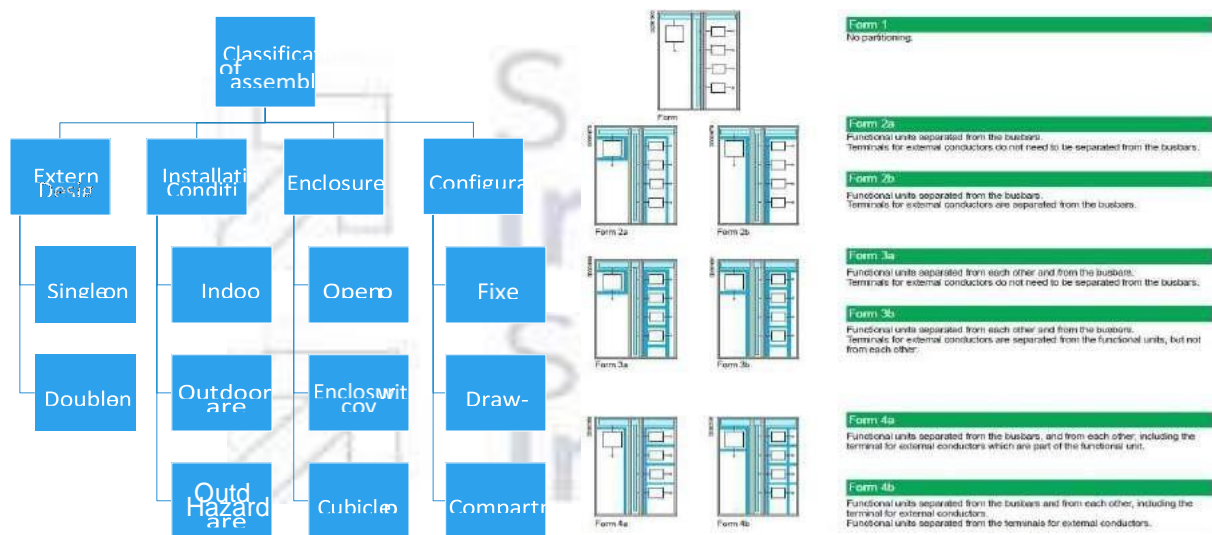 Classificat
of
assembl
Extern
Desig
Installati
Conditi
Enclosure
Configura
Single on
Indoo
Open p
Fixe
Double on
Outdoor
are
Enclosur wit
cov
Draw-
Outd
Hazard
are
Cubicle p
Compartr
Form
Form 2a
Form 2b
Form 3a
Form 3b
Form 4a
Form 4b
Form 1
No partitioning.
Form 2a
Functional units separated from the busbars.
Terminals for external conductors do not need to be separated from the busbars.
Form 2b
Functional units separated from the busbars.
Terminals for external conductors are separated from the busbars.
Form 3a
Functional units separated from each other and from the busbars.
Terminals for external conductors do not need to be separated from the busbars.
Form 3b
Functional units separated from each other and from the busbars.
Terminals for external conductors are separated from the functional units, but not
from each other.
Form 4a
Functional units separated from the busbars, and from each other, including the
terminal for external conductors which are part of the functional unit.
Form 4b
Functional units separated from the busbars and from each other, including the
terminal for external conductors.
Functional units separated from the terminals for external conductors.